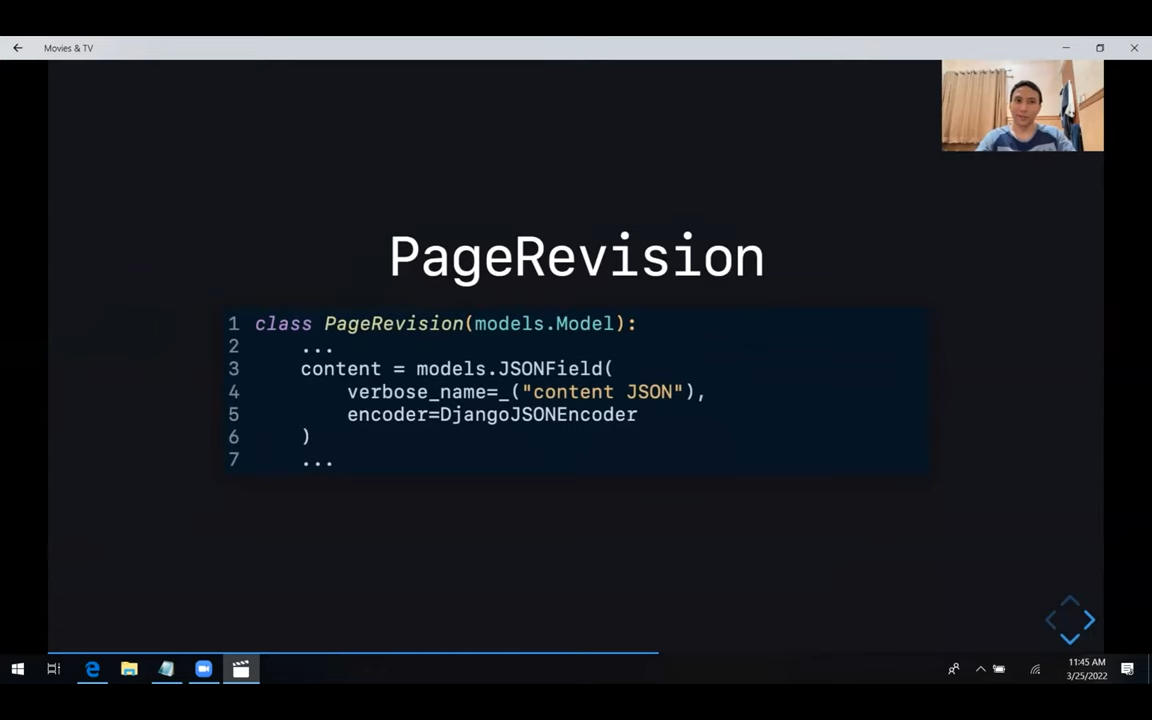 Movies & TV
PageRevision
1 class PageRevision(models.Model):
2 ...
3 content = models.JSONField(
4 verbose_name=_("content JSON"),
5 encoder=DjangoJSONEncoder
6 )
7 ...
11:45 AM
3/25/2022